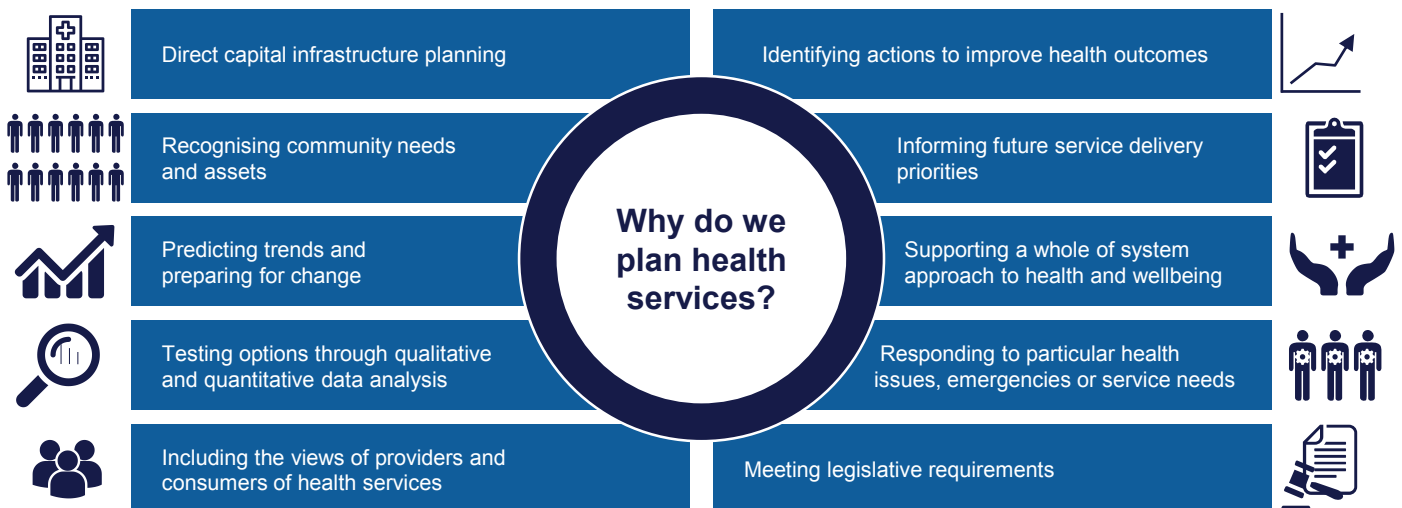 Direct capital infrastructure planning
Recognising community needs
and assets
Predicting trends and
preparing for change
Testing options through qualitative
and quantitative data analysis
Including the views of providers and
consumers of health services
Why do we
plan health
services?
Identifying actions to improve health outcomes
Informing future service delivery
priorities
Supporting a whole of system
approach to health and wellbeing
Responding to particular health
issues, emergencies or service needs
Meeting legislative requirements